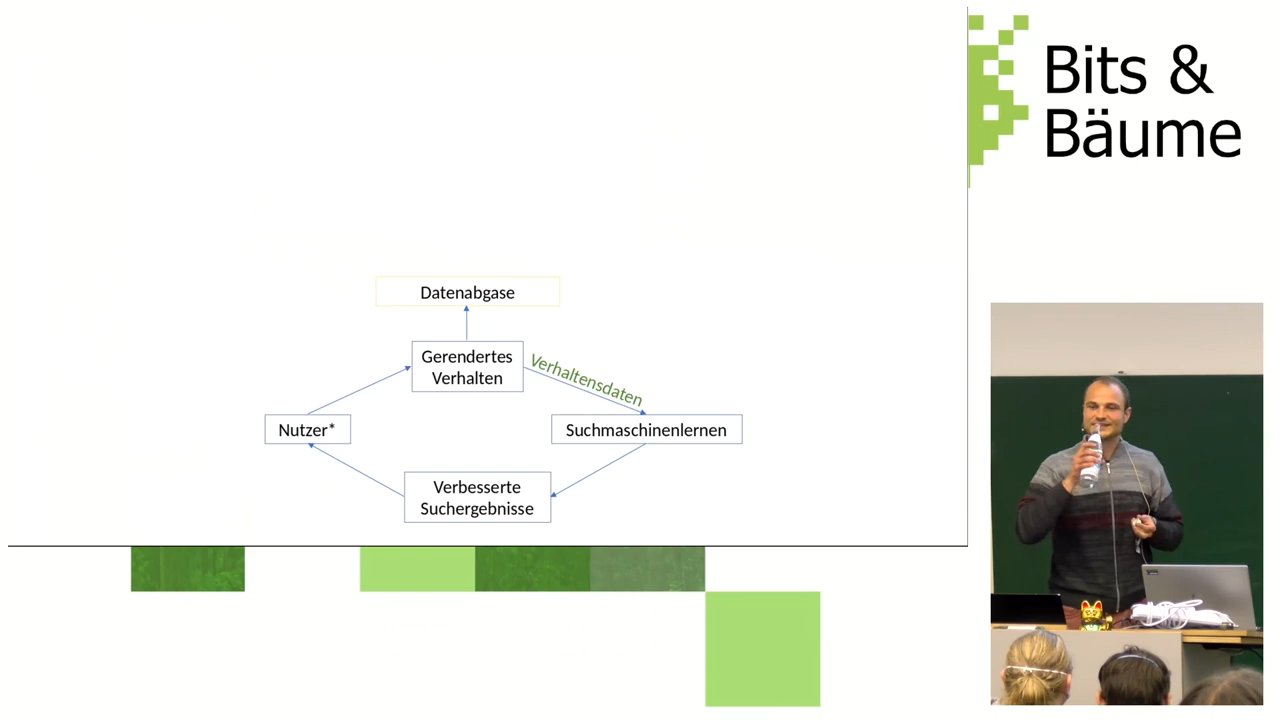 Bits &
Bäume
Datenabgase
Gerendertes
Verhalten
Verhaltensdaten
Nutzer*
Suchmaschinenlernen
Verbesserte
Suchergebnisse